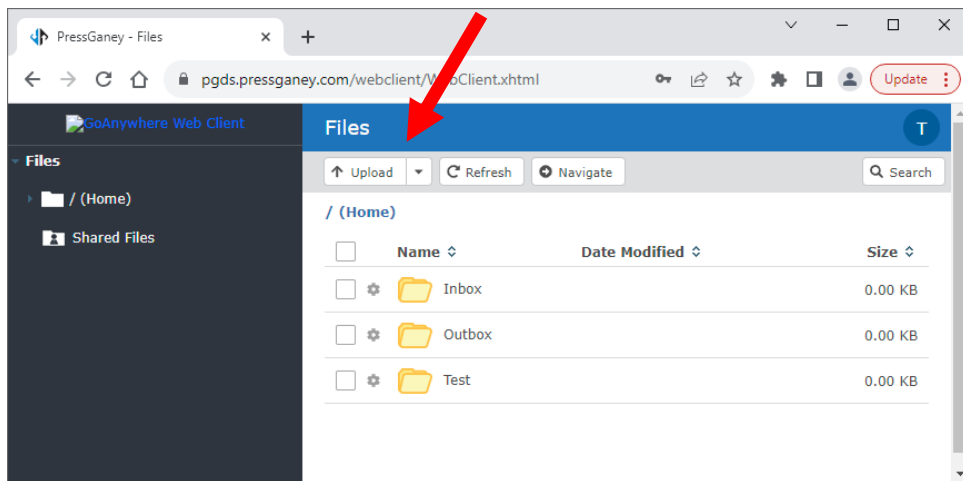 PressGaney - Files
pgds.pressganey.com/webclient/WebClient.xhtml
Update
GoAnywhere Web Client
Files
T
Files
Upload Refresh Navigate Search
/ (Home)
/ (Home)
Shared Files
Name Date Modified Size
Inbox 0.00 KB
Outbox 0.00 KB
Test 0.00 KB